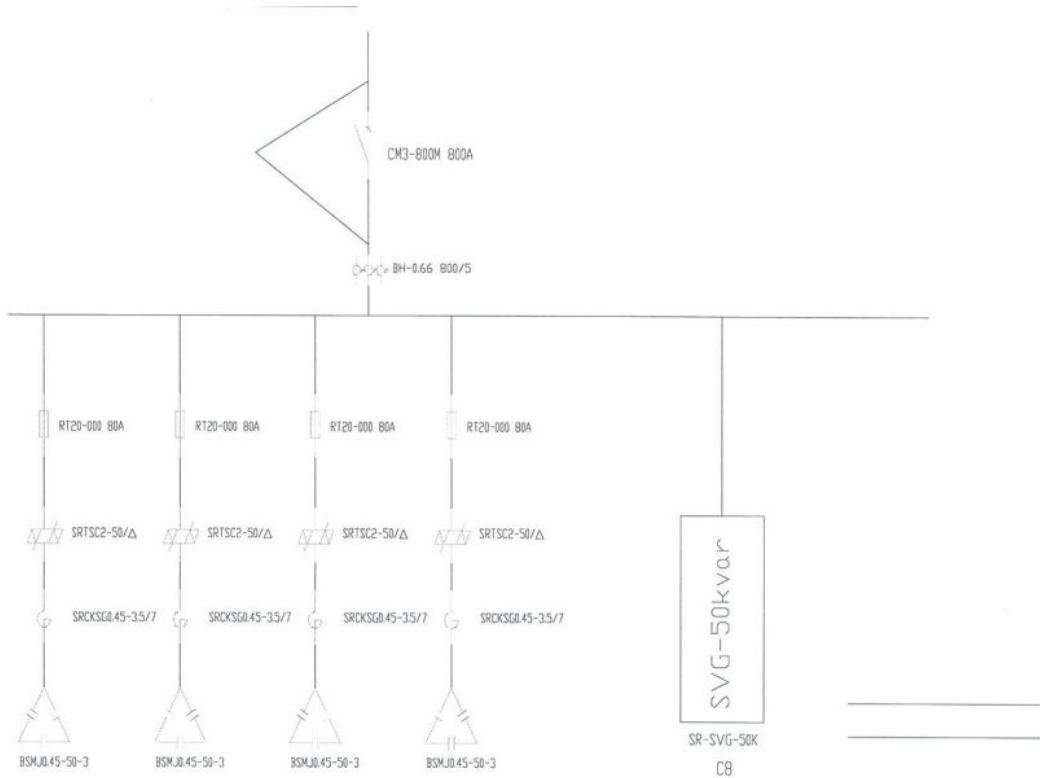 CM3-800M 800A
BH-0.66 800/5
RT20-000 80A
RT20-000 80A
RT20-000 80A
RT20-000 80A
SRTSC2-50/△
SRTSC2-50/△
SRTSC2-50/△
SRTSC2-50/△
SRCKSG0.45-3.5/7
SRCKSG0.45-3.5/7
SRCKSG0.45-3.5/7
SRCKSG0.45-3.5/7
SVG-50kvar
BSMJ0.45-50-3
BSMJ0.45-50-3
BSMJ0.45-50-3
BSMJ0.45-50-3
SR-SVG-50K
C8